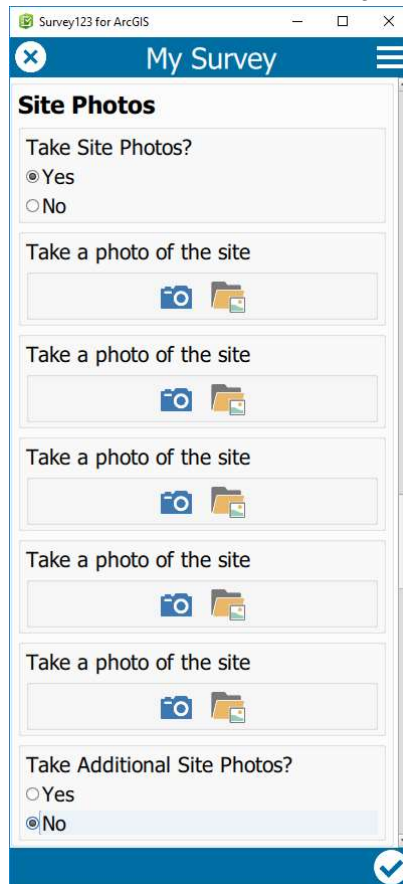 Survey123 for ArcGIS
My Survey
Site Photos
Take Site Photos?
Yes
No
Take a photo of the site
Take a photo of the site
Take a photo of the site
Take a photo of the site
Take a photo of the site
Take Additional Site Photos?
Yes
No